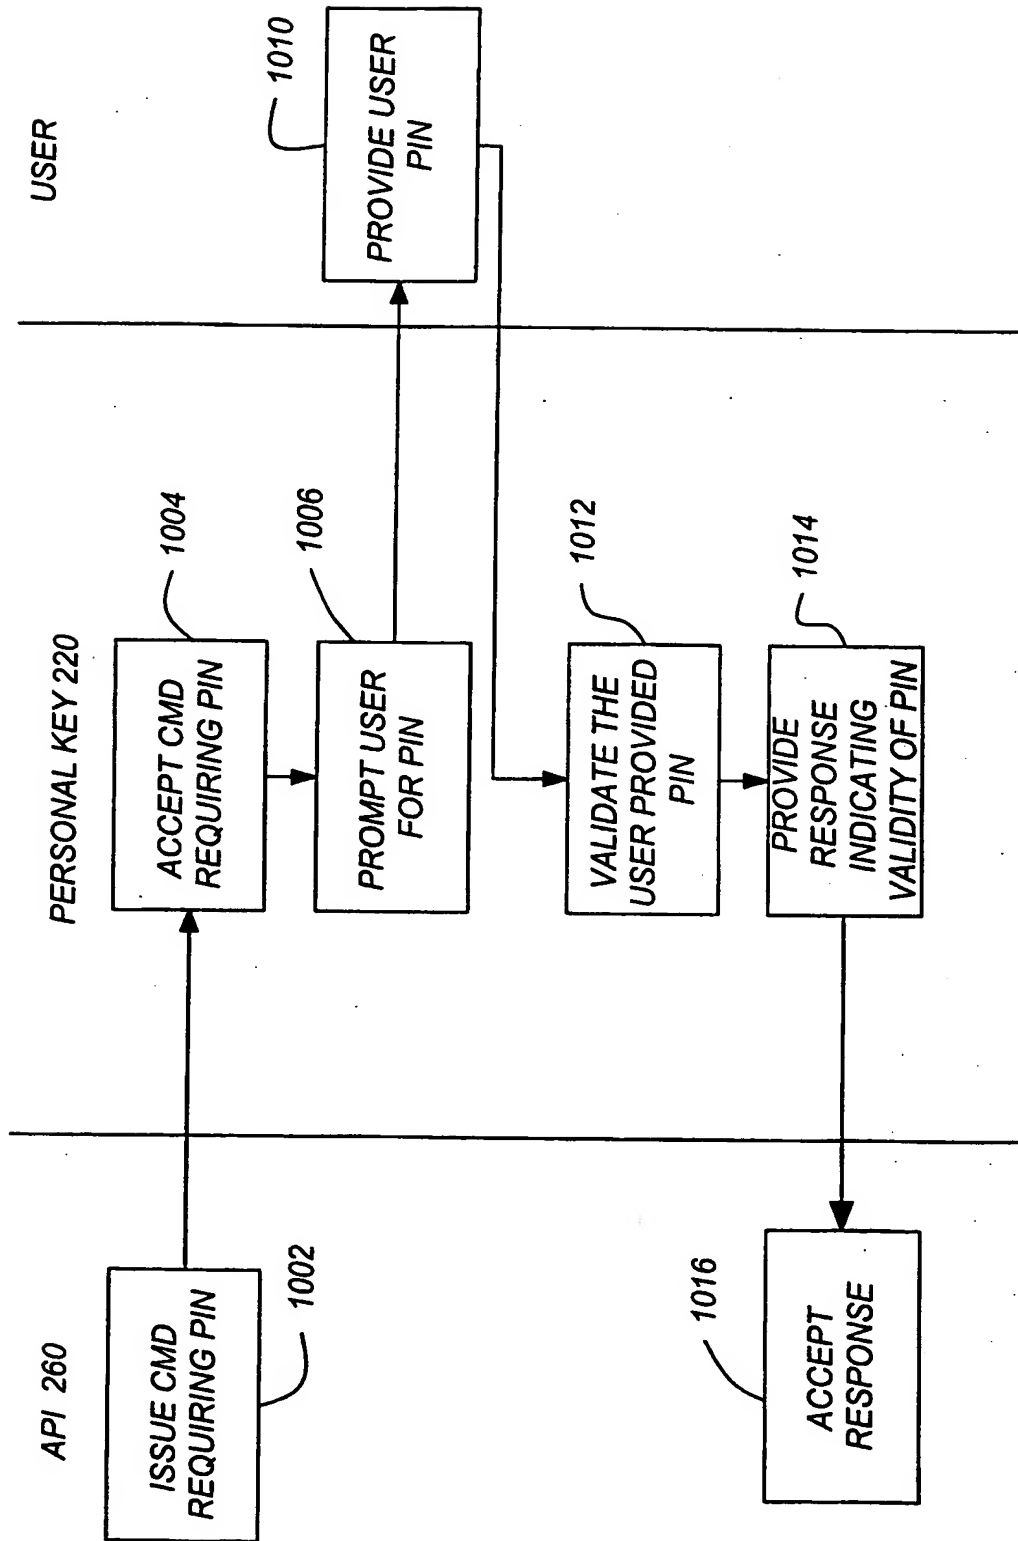 API 260
PERSONAL KEY 220
USER
ISSUE CMD
REQUIRING PIN
1002
ACCEPT CMD
REQUIRING PIN
1004
PROMPT USER
FOR PIN
1006
PROVIDE USER
PIN
1010
VALIDATE THE
USER PROVIDED
PIN
1012
PROVIDE
RESPONSE
INDICATING
VALIDITY OF PIN
1014
ACCEPT
RESPONSE
1016